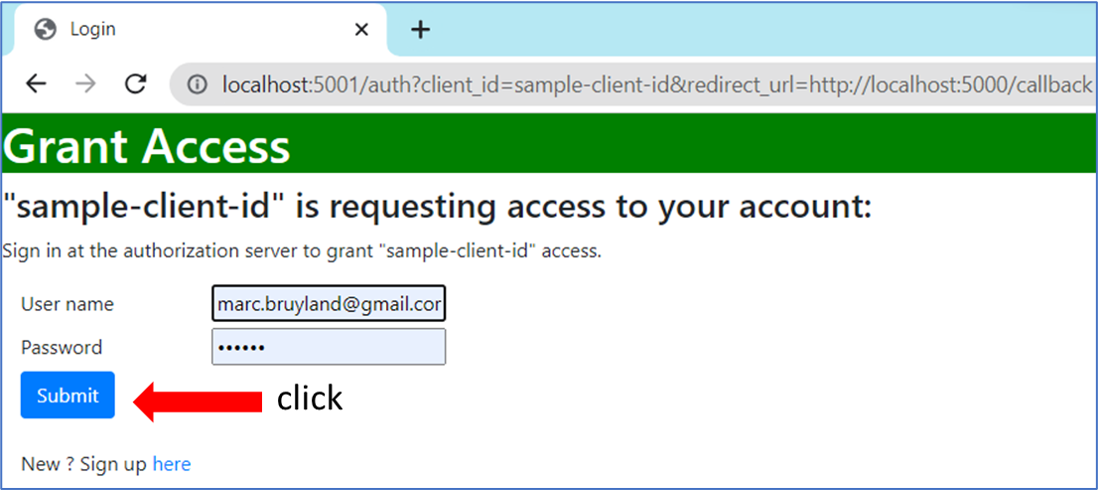 Login
localhost:5001/auth?client_id=sample-client-id&redirect_url=http://localhost:5000/callback
Grant Access
"sample-client-id" is requesting access to your account:
Sign in at the authorization server to grant "sample-client-id" access.
User name marc.bruyland@gmail.cor
Password ••••••
Submit click
New ? Sign up here